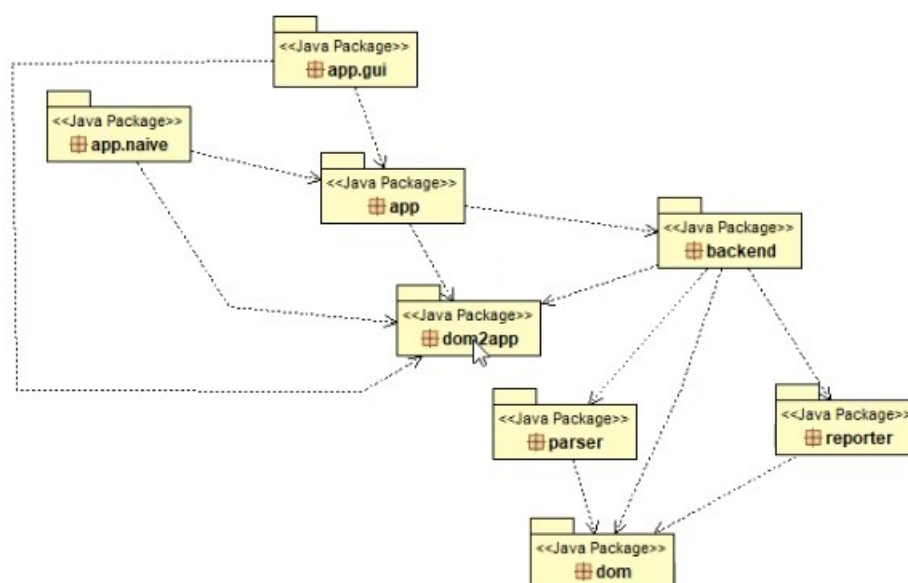 <<Java Package>>
app.gui
<<Java Package>>
app.naive
<<Java Package>>
app
<<Java Package>>
backend
<<Java Package>>
dom2app
<<Java Package>>
parser
<<Java Package>>
reporter
<<Java Package>>
dom